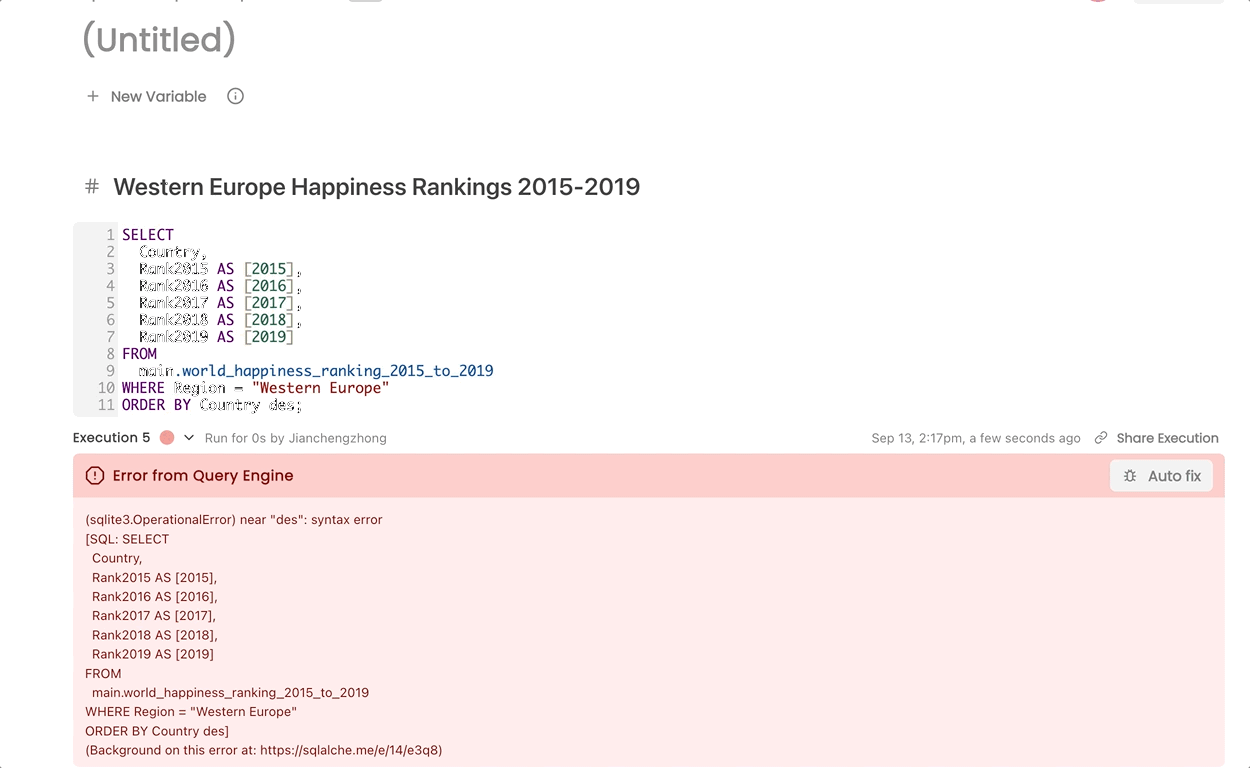 (Untitled)
+ New Variable
# Western Europe Happiness Rankings 2015-2019
1 SELECT
2 Country,
3 Rank2015 AS [2015],
4 Rank2016 AS [2016],
5 Rank2017 AS [2017],
6 Rank2018 AS [2018],
7 Rank2019 AS [2019]
8 FROM
9 main.world_happiness_ranking_2015_to_2019
10 WHERE Region = "Western Europe"
11 ORDER BY Country des;
Execution 5 Run for 0s by Jianchengzhong Sep 13, 2:17pm, a few seconds ago Share Execution
Error from Query Engine Auto fix
(sqlite3.OperationalError) near "des": syntax error
[SQL: SELECT
Country,
Rank2015 AS [2015],
Rank2016 AS [2016],
Rank2017 AS [2017],
Rank2018 AS [2018],
Rank2019 AS [2019]
FROM
main.world_happiness_ranking_2015_to_2019
WHERE Region = "Western Europe"
ORDER BY Country des]
(Background on this error at: https://sqlalche.me/e/14/e3q8)